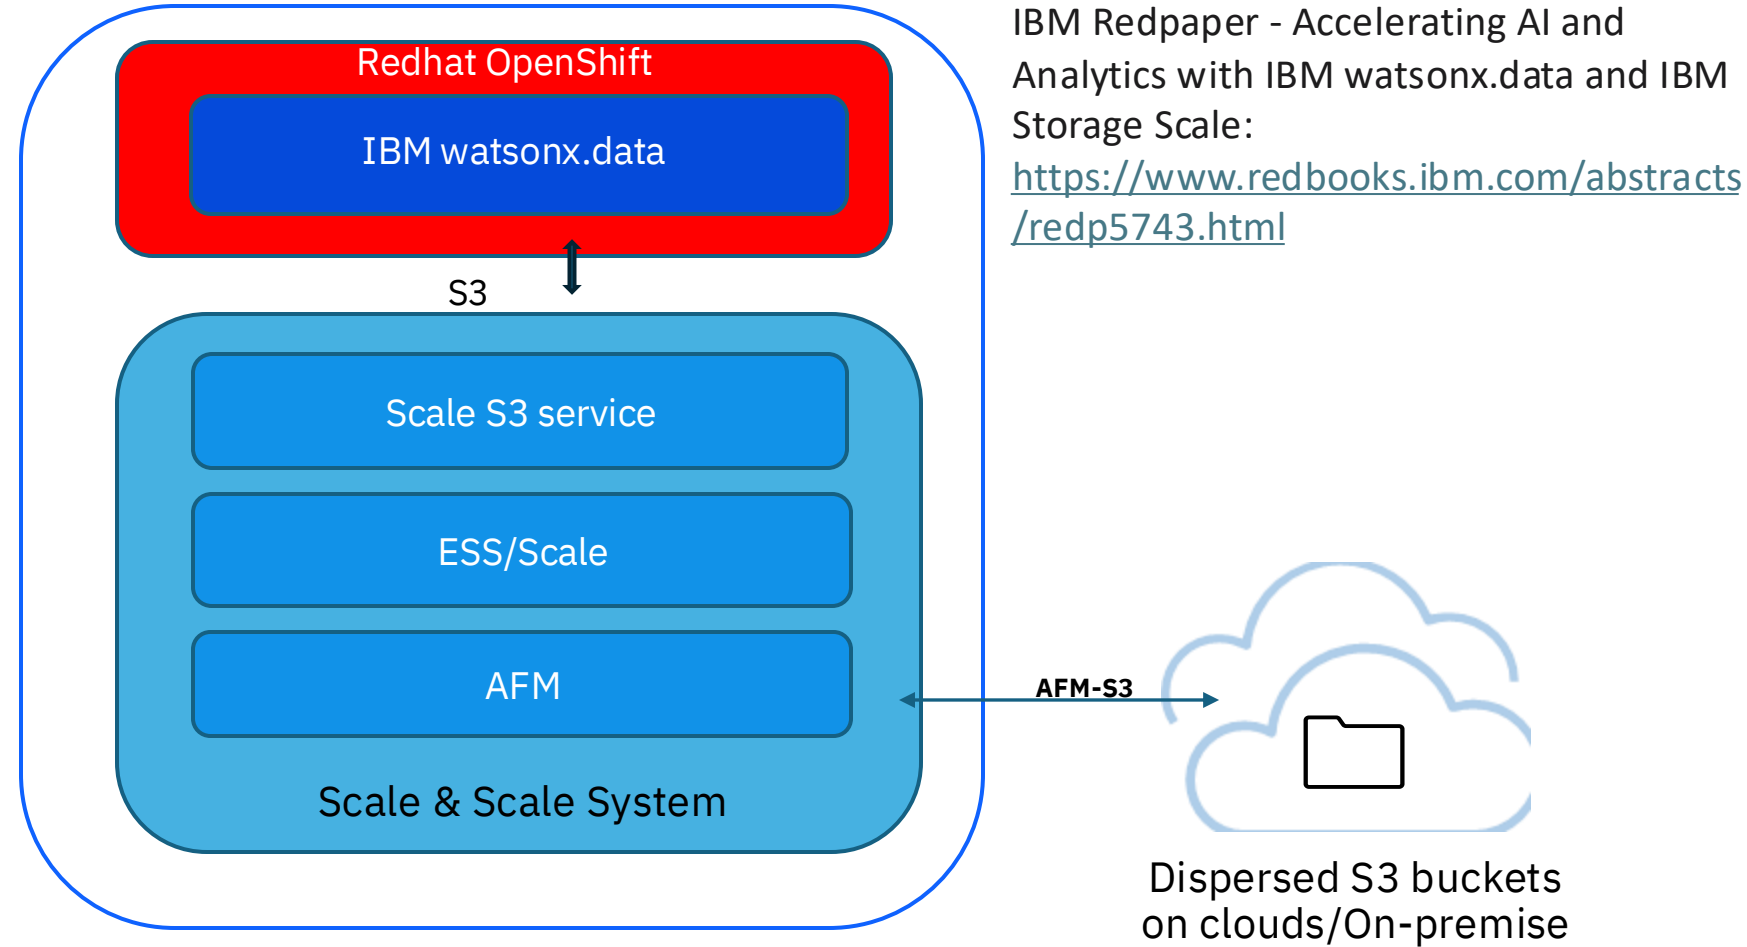 Redhat OpenShift
IBM watsonx.data
S3
Scale S3 service
ESS/Scale
AFM
Scale & Scale System
IBM Redpaper - Accelerating AI and
Analytics with IBM watsonx.data and IBM
Storage Scale:
https://www.redbooks.ibm.com/abstracts
/redp5743.html
AFM-S3
Dispersed S3 buckets
on clouds/On-premise